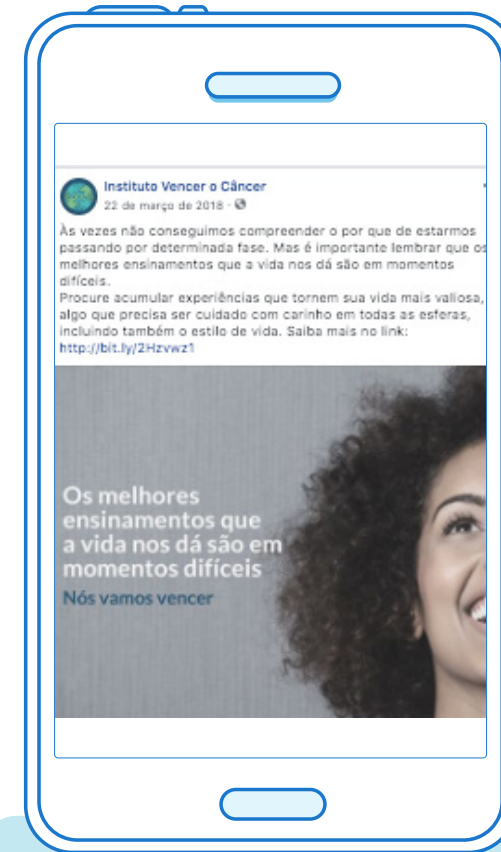 Instituto Vencer o Câncer
22 de março de 2018 ·
Às vezes não conseguimos compreender o por que de estarmos
passando por determinada fase. Mas é importante lembrar que os
melhores ensinamentos que a vida nos dá são em momentos
difíceis.
Procure acumular experiências que tornem sua vida mais valiosa,
algo que precisa ser cuidado com carinho em todas as esferas,
incluindo também o estilo de vida. Saiba mais no link:
http://bit.ly/2Hzvwz1
Os melhores
ensinamentos que
a vida nos dá são em
momentos difíceis
Nós vamos vencer